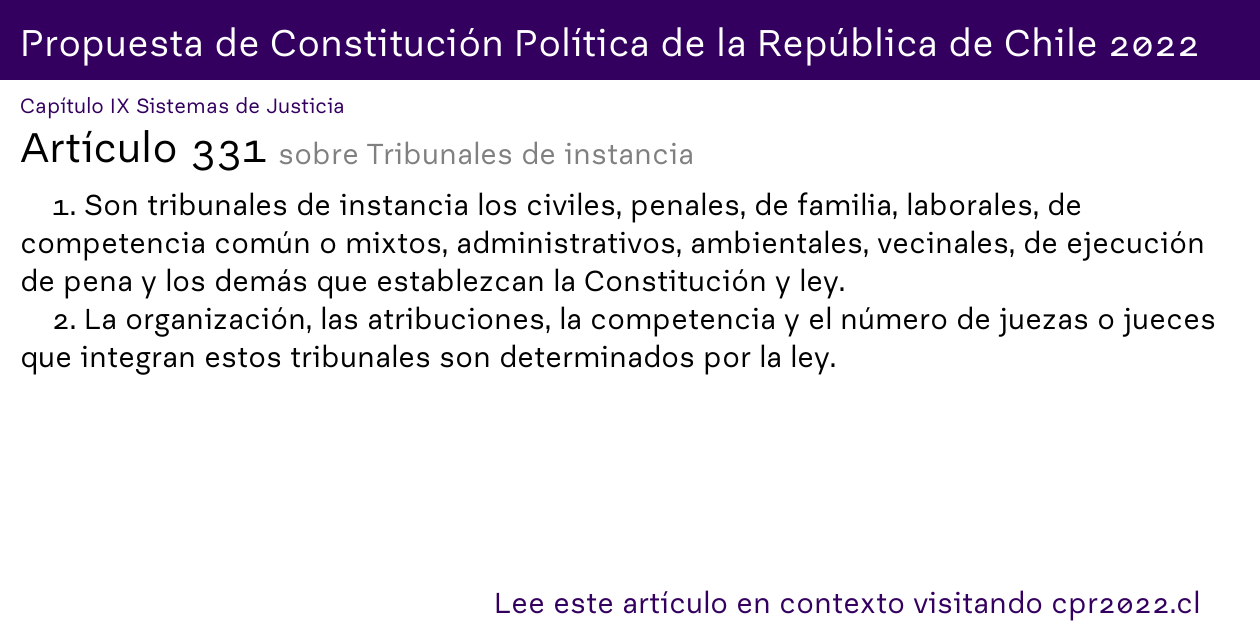 Propuesta de Constitución Política de la República de Chile 2022
Capítulo IX Sistemas de Justicia
Artículo 331 sobre Tribunales de instancia
1. Son tribunales de instancia los civiles, penales, de familia, laborales, de
competencia común o mixtos, administrativos, ambientales, vecinales, de ejecución
de pena y los demás que establezcan la Constitución y ley.
2. La organización, las atribuciones, la competencia y el número de juezas o jueces
que integran estos tribunales son determinados por la ley.
Lee este artículo en contexto visitando cpr2022.cl